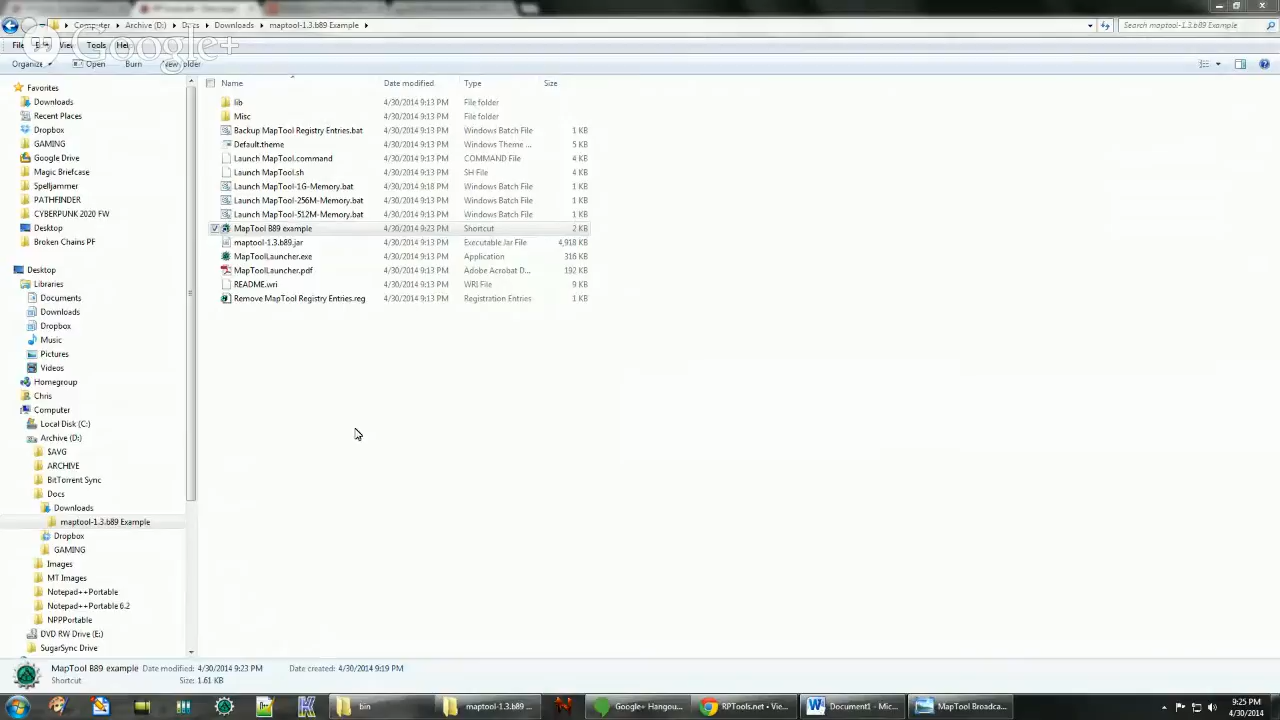 Computer Archive (D:) Docs Downloads maptool-1.3.b89 Example Search maptool-1.3.b89 Example
File Edit View Tools Help
Google+
Organize Open Burn New folder
Name Date modified Type Size
Favorites
Downloads
Recent Places
Dropbox
GAMING
Google Drive
Magic Briefcase
Spelljammer
PATHFINDER
CYBERPUNK 2020 FW
Desktop
Broken Chains PF
Desktop
Libraries
Documents
Downloads
Dropbox
Music
Pictures
Videos
Homegroup
Chris
Computer
Local Disk (C:)
Archive (D:)
$AVG
ARCHIVE
BitTorrent Sync
Docs
Downloads
maptool-1.3.b89 Example
Dropbox
GAMING
Images
MT Images
Notepad++Portable
Notepad++Portable 6.2
NPPPortable
DVD RW Drive (E:)
SugarSync Drive
lib 4/30/2014 9:13 PM File folder
Misc 4/30/2014 9:13 PM File folder
Backup MapTool Registry Entries.bat 4/30/2014 9:13 PM Windows Batch File 1 KB
Default.theme 4/30/2014 9:13 PM Windows Theme ... 5 KB
Launch MapTool.command 4/30/2014 9:13 PM COMMAND File 4 KB
Launch MapTool.sh 4/30/2014 9:13 PM SH File 4 KB
Launch MapTool-1G-Memory.bat 4/30/2014 9:18 PM Windows Batch File 1 KB
Launch MapTool-256M-Memory.bat 4/30/2014 9:13 PM Windows Batch File 1 KB
Launch MapTool-512M-Memory.bat 4/30/2014 9:13 PM Windows Batch File 1 KB
MapTool B89 example 4/30/2014 9:23 PM Shortcut 2 KB
maptool-1.3.b89.jar 4/30/2014 9:13 PM Executable Jar File 4,918 KB
MapToolLauncher.exe 4/30/2014 9:13 PM Application 316 KB
MapToolLauncher.pdf 4/30/2014 9:13 PM Adobe Acrobat D... 192 KB
README.wri 4/30/2014 9:13 PM WRI File 9 KB
Remove MapTool Registry Entries.reg 4/30/2014 9:13 PM Registration Entries 1 KB
MapTool B89 example Date modified: 4/30/2014 9:23 PM Date created: 4/30/2014 9:19 PM
Shortcut Size: 1.61 KB
bin maptool-1.3.b89 ... Google+ Hangou... RPTools.net • Vie... Document1 - Mic... MapTool Broadca... 9:25 PM
4/30/2014